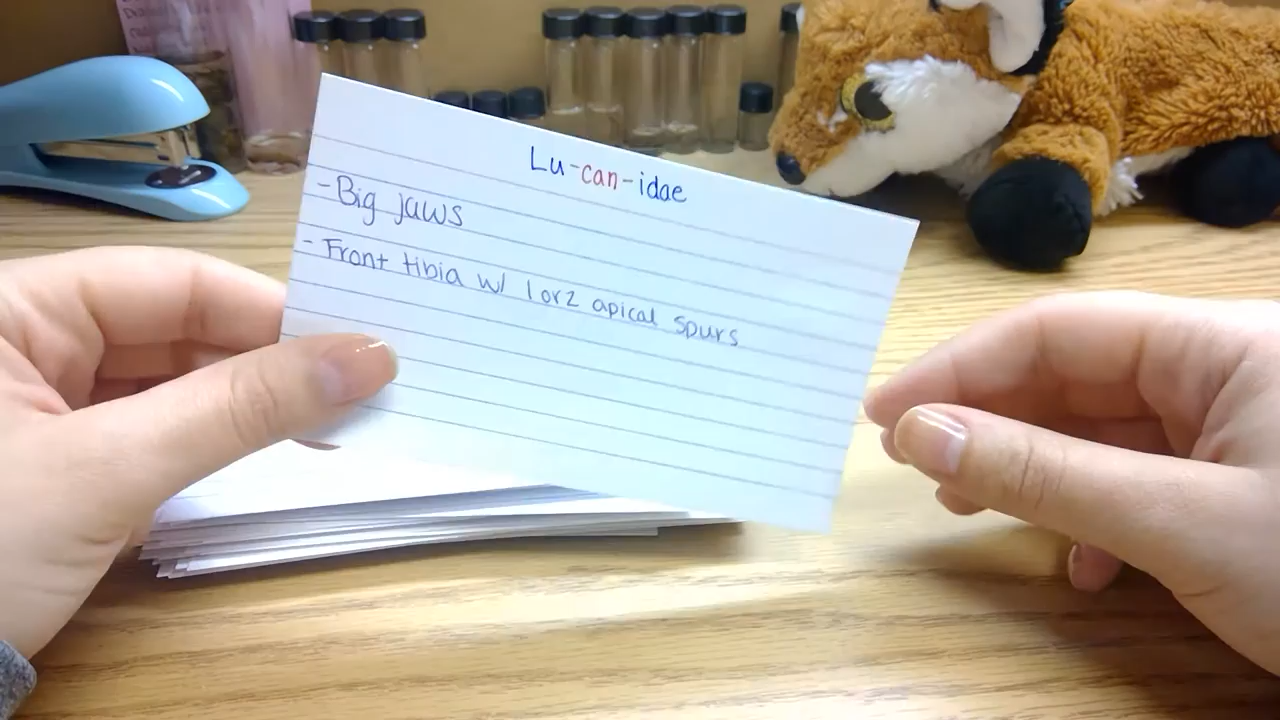 Lu-can-idae
-Big jaws
- Front tibia w/ 1 or 2 apical spurs